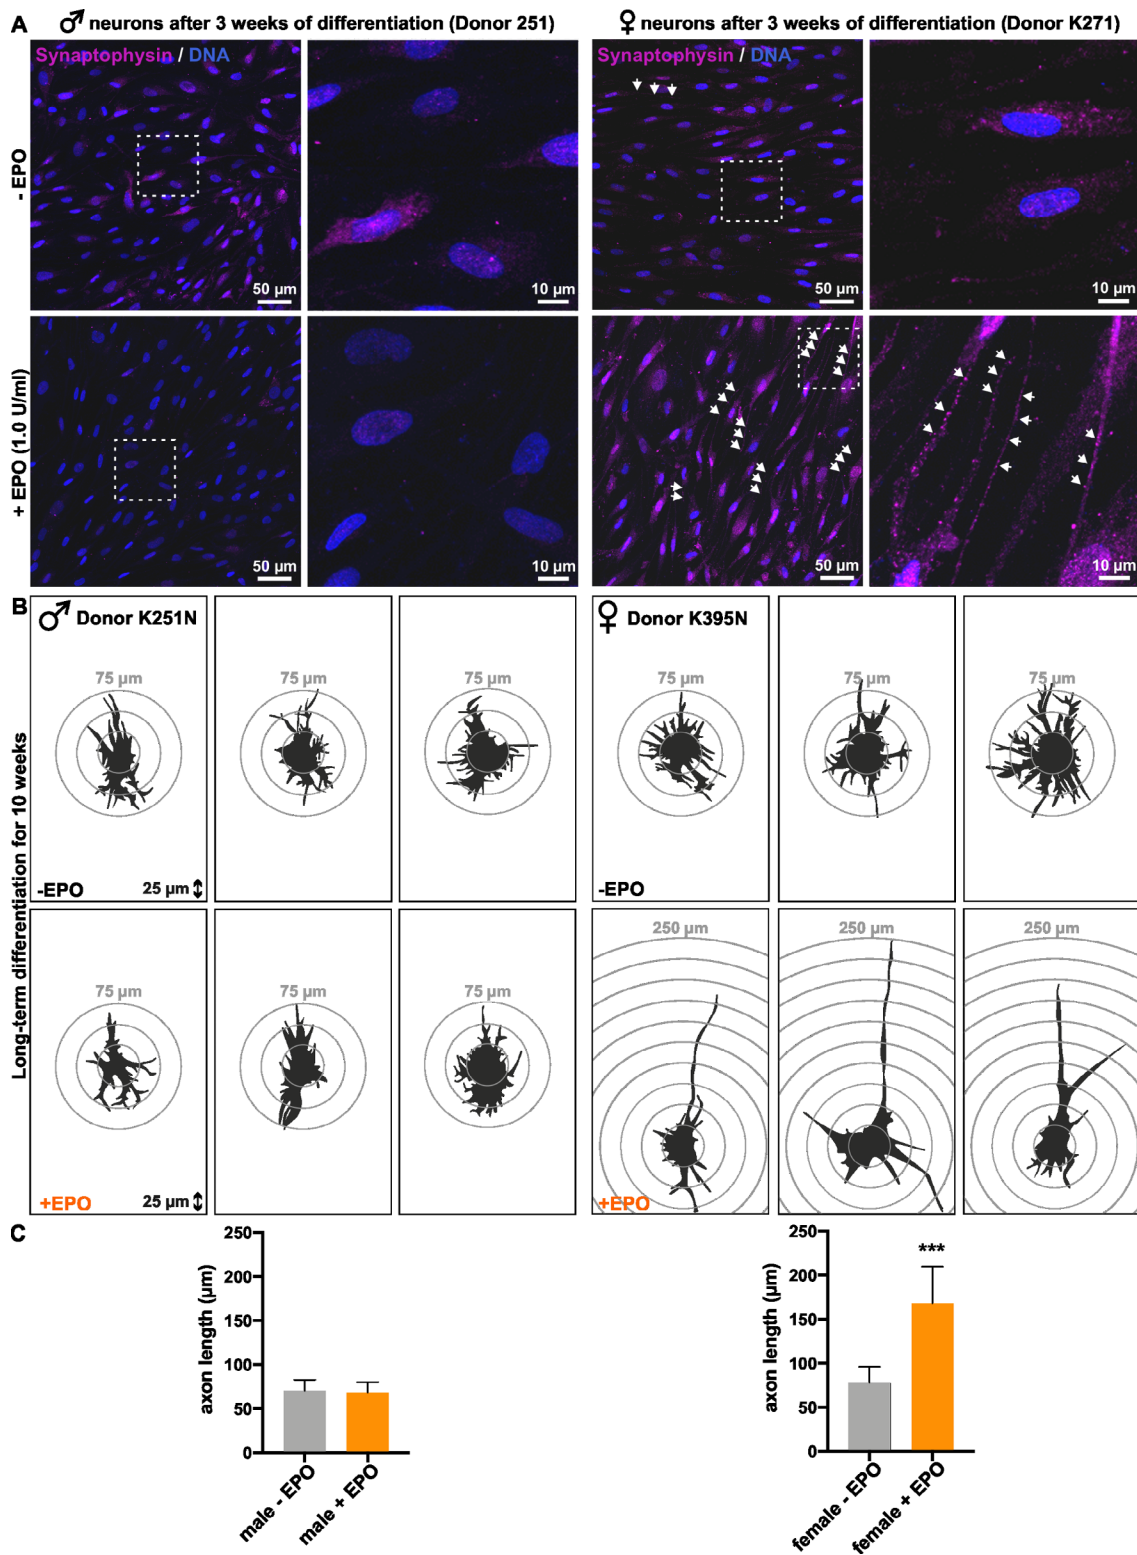 A ♂ neurons after 3 weeks of differentiation (Donor 251)
♀ neurons after 3 weeks of differentiation (Donor K271)
- EPO
Synaptophysin / DNA
50 µm
10 µm
Synaptophysin / DNA
50 µm
10 µm
+ EPO (1.0 U/ml)
50 µm
10 µm
50 µm
10 µm
B
Long-term differentiation for 10 weeks
♂ Donor K251N
75 µm
-EPO
25 µm
75 µm
75 µm
♀ Donor K395N
75 µm
-EPO
75 µm
75 µm
75 µm
+EPO
25 µm
75 µm
75 µm
250 µm
+EPO
250 µm
250 µm
C
axon length (µm)
250
200
150
100
50
0
male - EPO
male + EPO
axon length (µm)
250
200
150
100
50
0
***
female - EPO
female + EPO